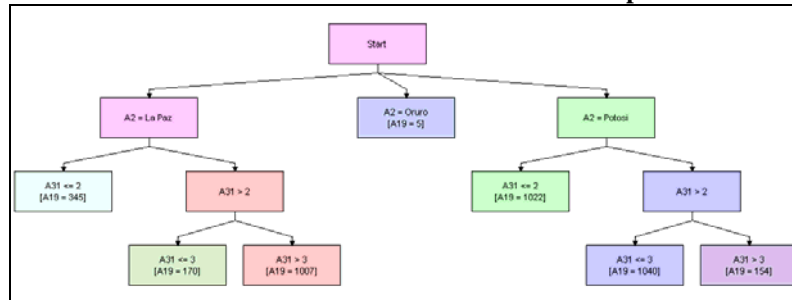 Start
A2 = La Paz
A2 = Oruro
[A19 = 5]
A2 = Potosi
A31 <= 2
[A19 = 345]
A31 > 2
A31 <= 2
[A19 = 1022]
A31 > 2
A31 <= 3
[A19 = 170]
A31 > 3
[A19 = 1007]
A31 <= 3
[A19 = 1040]
A31 > 3
[A19 = 154]